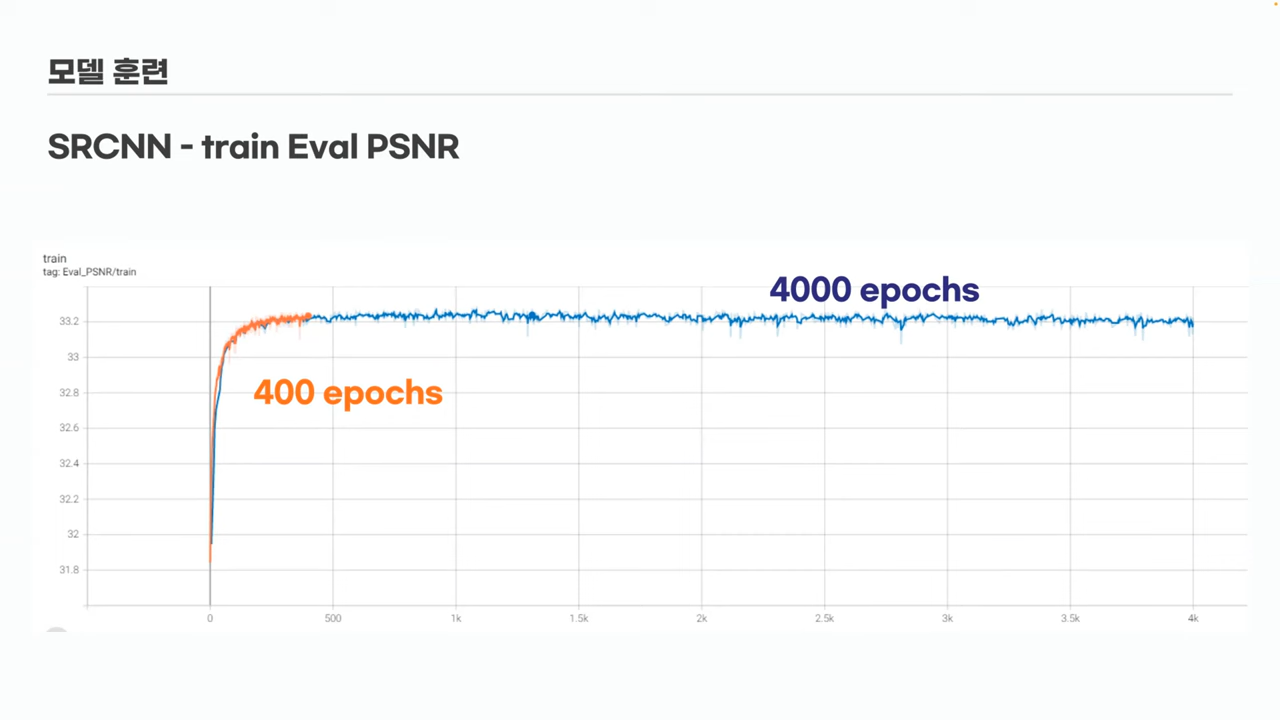 모델 훈련
SRCNN - train Eval PSNR
train
tag: Eval_PSNR/train
4000 epochs
400 epochs
33.2
33
32.8
32.6
32.4
32.2
32
31.8
0 500 1k 1.5k 2k 2.5k 3k 3.5k 4k